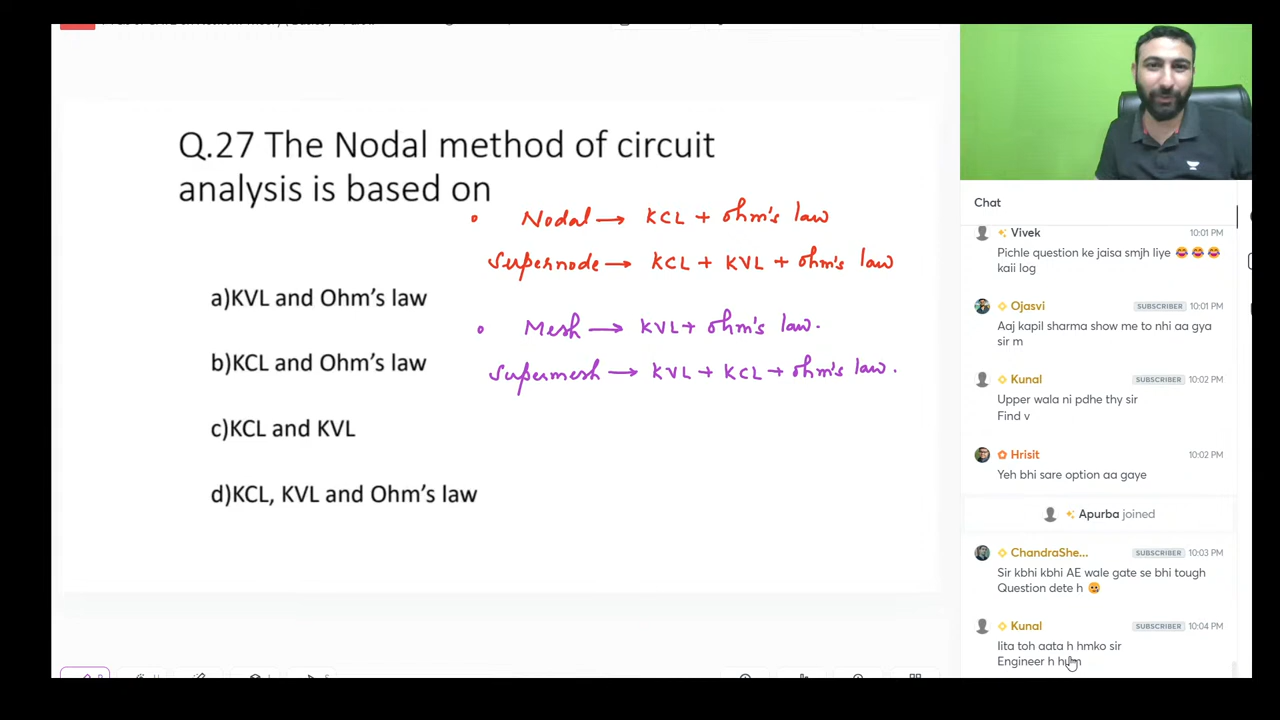 Q.27 The Nodal method of circuit
analysis is based on
Nodal → KCL + ohm's law
Supernode → KCL + KVL + ohm's law
a)KVL and Ohm's law
Mesh → KVL+ ohm's law.
b)KCL and Ohm's law
Supermesh → KVL + KCL + ohm's law.
c)KCL and KVL
d)KCL, KVL and Ohm's law
Chat
Vivek 10:01 PM
Pichle question ke jaisa smjh liye 😂😂😂
kaii log
Ojasvi SUBSCRIBER 10:01 PM
Aaj kapil sharma show me to nhi aa gya
sir m
Kunal SUBSCRIBER 10:02 PM
Upper wala ni pdhe thy sir
Find v
Hrisit 10:02 PM
Yeh bhi sare option aa gaye
Apurba joined
ChandraShe... SUBSCRIBER 10:03 PM
Sir kbhi kbhi AE wale gate se bhi tough
Question dete h
Kunal SUBSCRIBER 10:04 PM
Iita toh aata h hmko sir
Engineer h hum